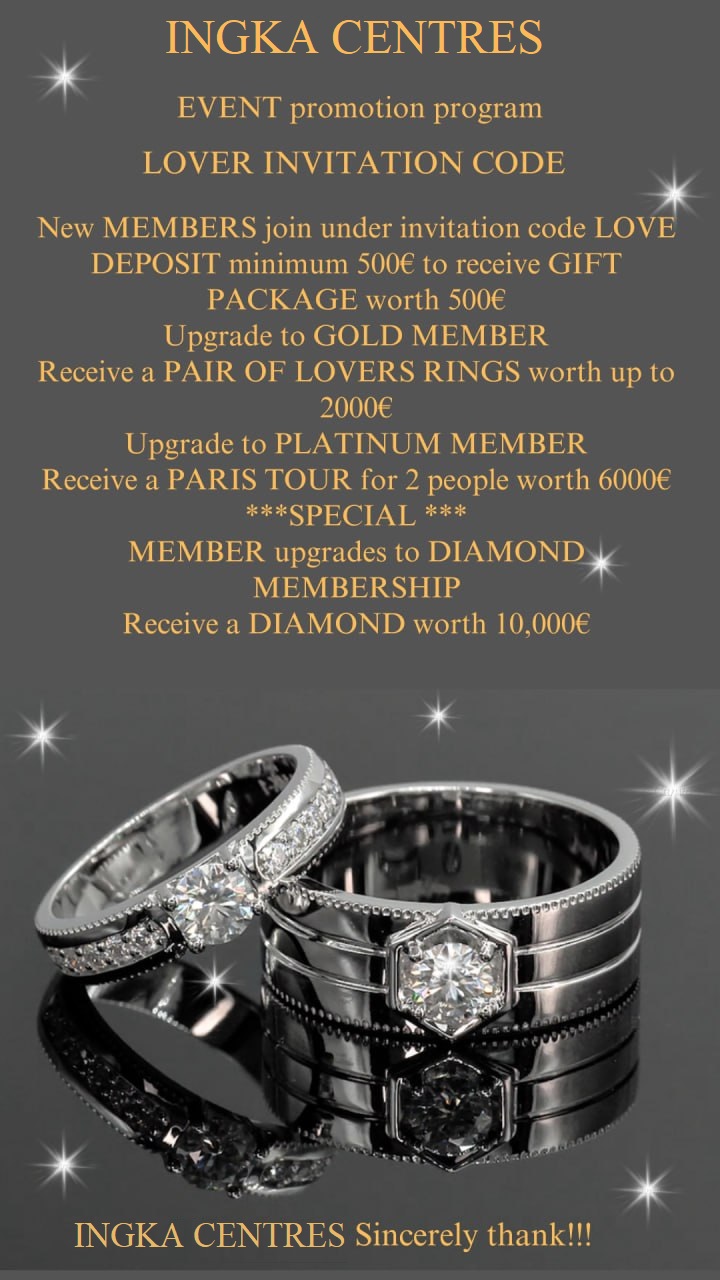 INGKA CENTRES
EVENT promotion program
LOVER INVITATION CODE
New MEMBERS join under invitation code LOVE
DEPOSIT minimum 500€ to receive GIFT
PACKAGE worth 500€
Upgrade to GOLD MEMBER
Receive a PAIR OF LOVERS RINGS worth up to
2000€
Upgrade to PLATINUM MEMBER
Receive a PARIS TOUR for 2 people worth 6000€
***SPECIAL ***
MEMBER upgrades to DIAMOND
MEMBERSHIP
Receive a DIAMOND worth 10,000€
INGKA CENTRES Sincerely thank!!!